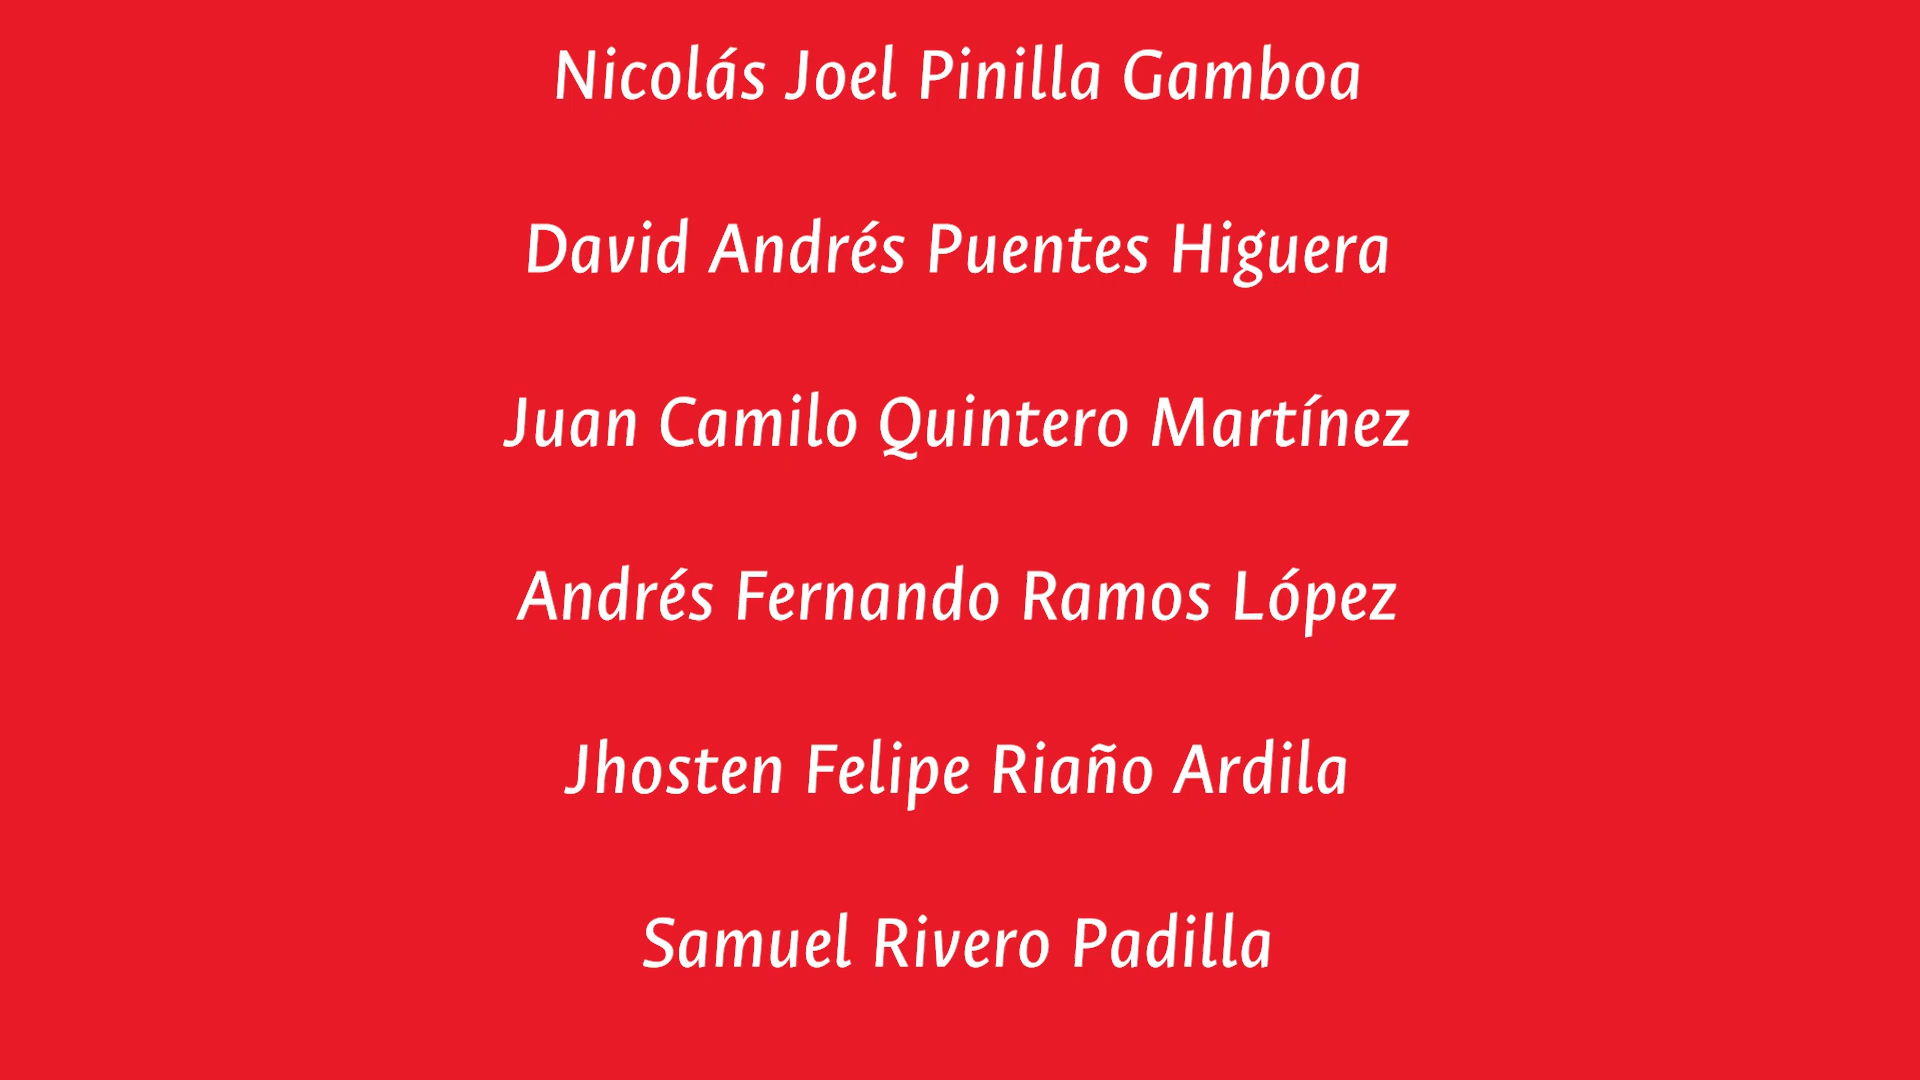 Nicolás Joel Pinilla Gamboa
David Andrés Puentes Higuera
Juan Camilo Quintero Martínez
Andrés Fernando Ramos López
Jhosten Felipe Riaño Ardila
Samuel Rivero Padilla